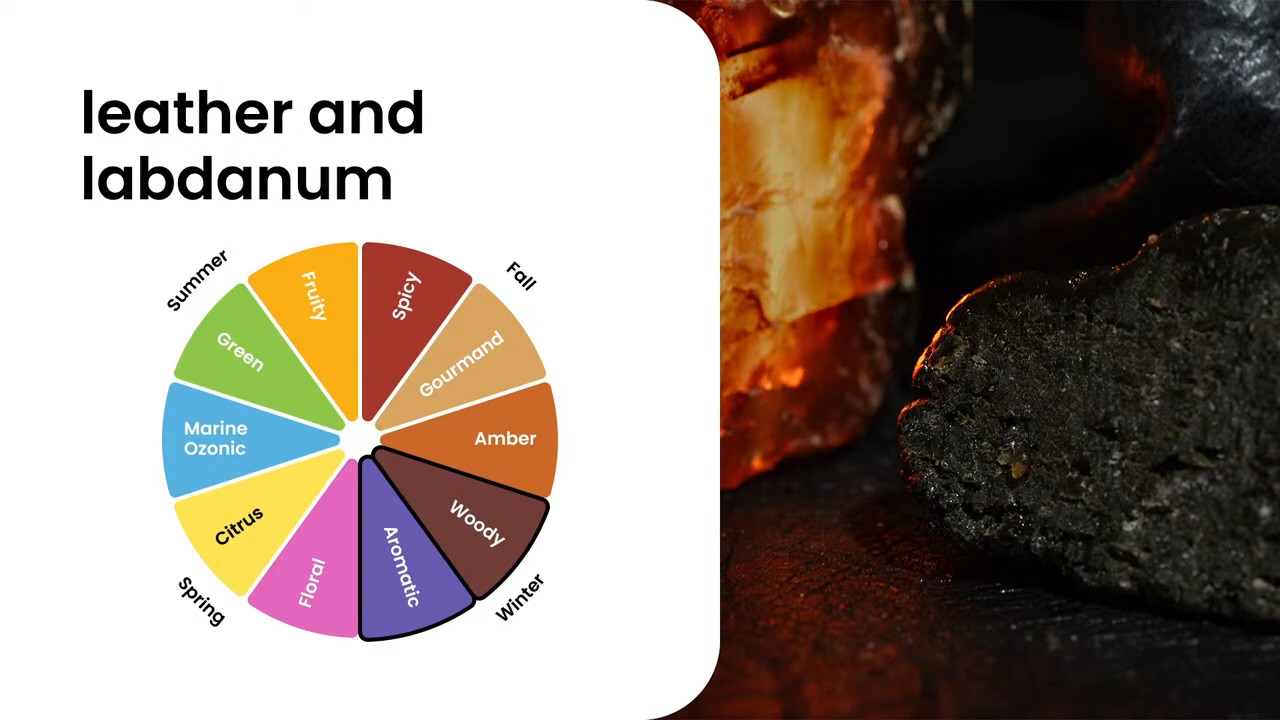 leather and
labdanum
Summer
Fall
Fruity
Spicy
Green
Gourmand
Marine
Ozonic
Amber
Citrus
Woody
Floral
Aromatic
Spring
Winter